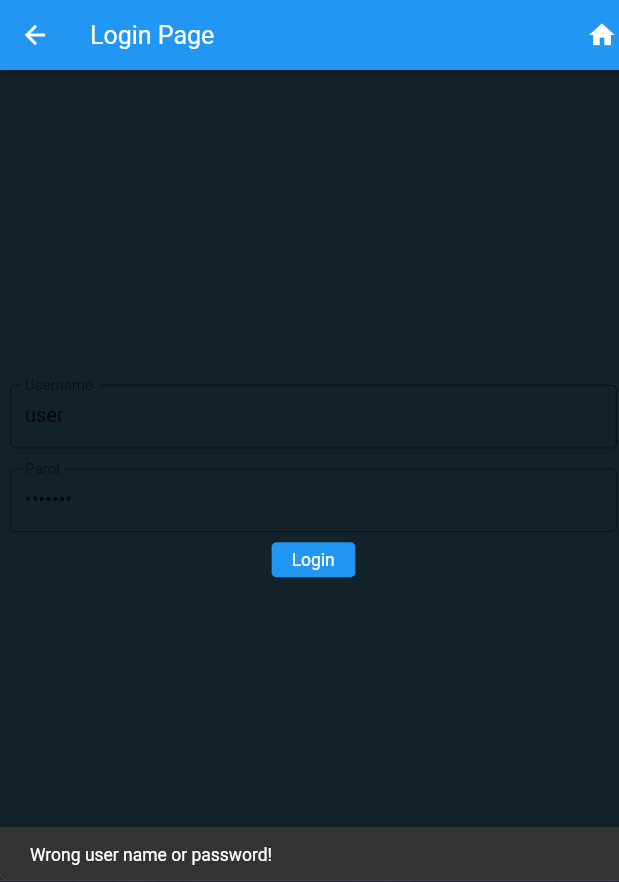 Login Page
Username
user
Parol
•••••••
Login
Wrong user name or password!